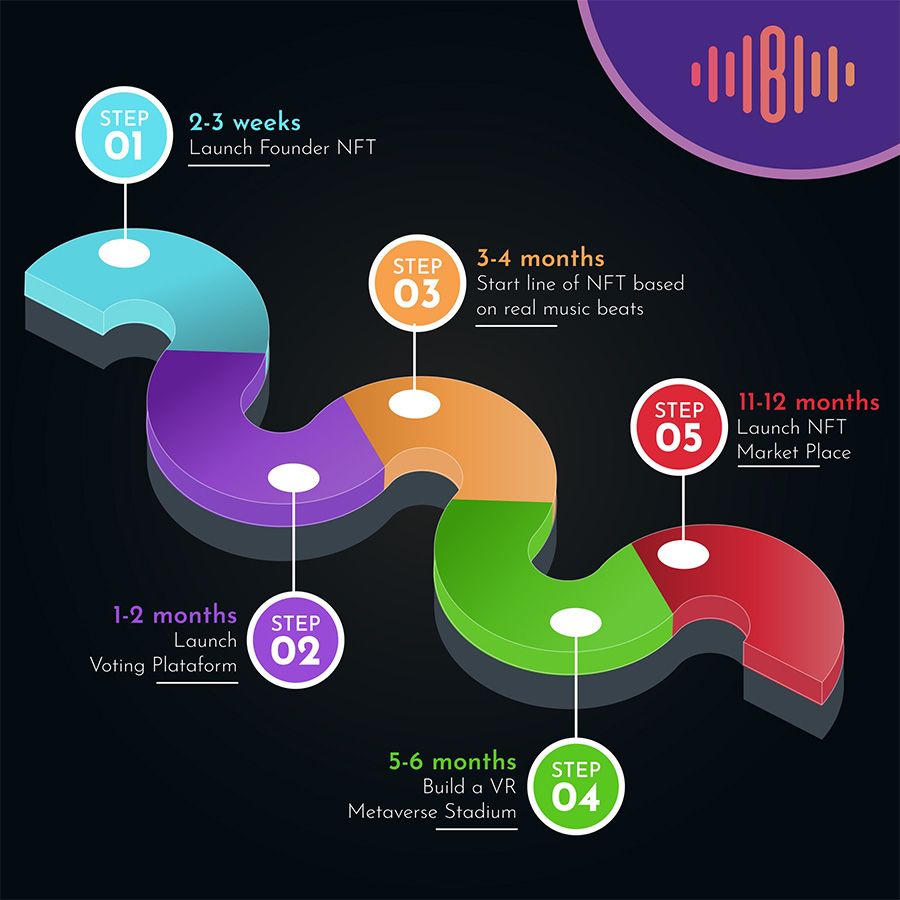 STEP
01
2-3 weeks
Launch Founder NFT
STEP
03
3-4 months
Start line of NFT based
on real music beats
STEP
05
11-12 months
Launch NFT
Market Place
1-2 months
Launch
Voting Plataform
STEP
02
5-6 months
Build a VR
Metaverse Stadium
STEP
04
B